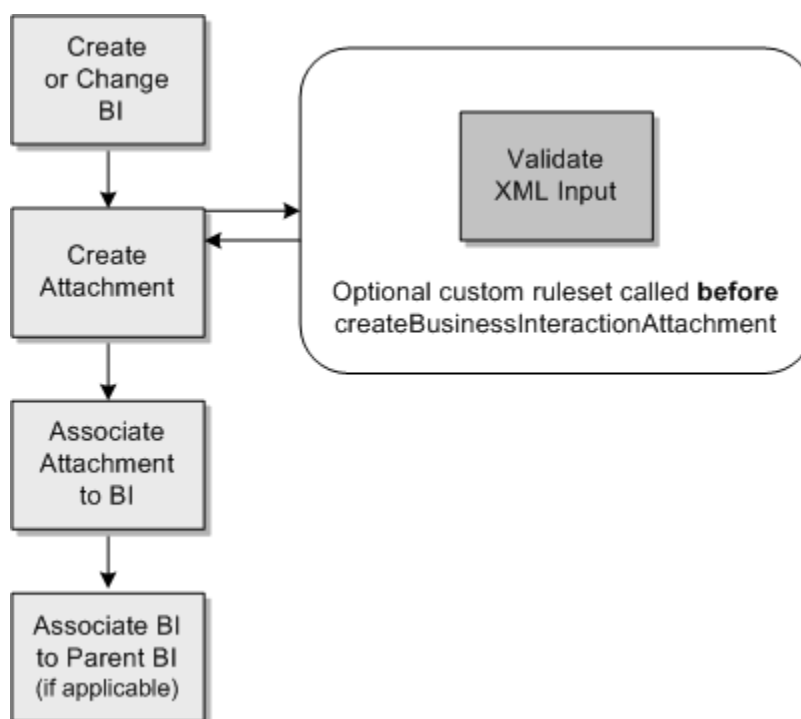 Create
or Change
BI
Validate
XML Input
Create
Attachment
Optional custom ruleset called before
createBusinessInteractionAttachment
Associate
Attachment
to BI
Associate BI
to Parent BI
(if applicable)